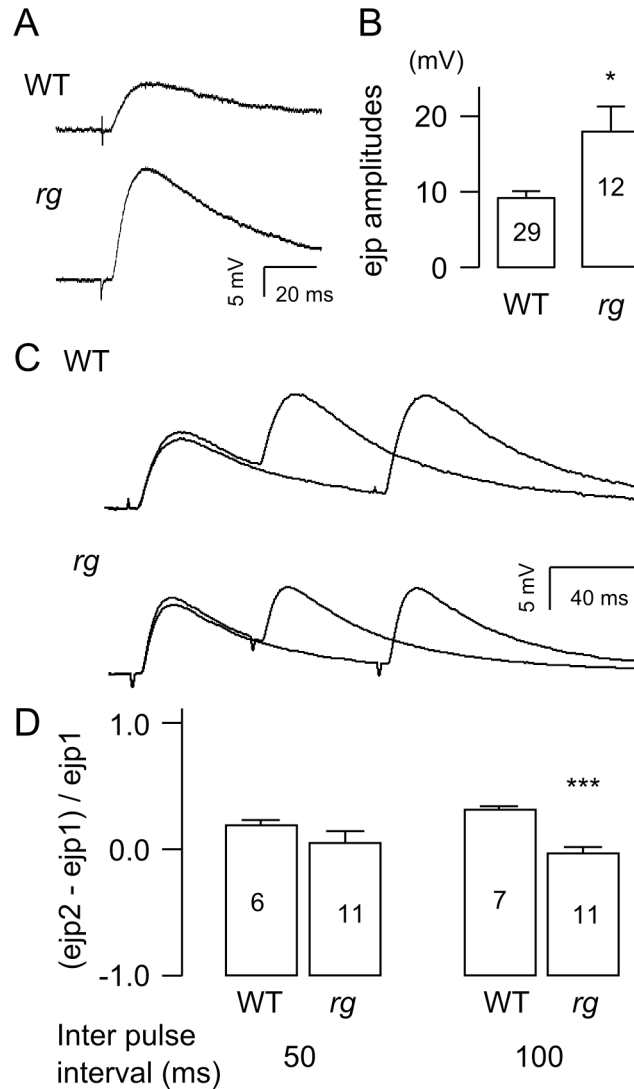 A
WT
rg
5 mV
20 ms
B
(mV)
ejp amplitudes
20
10
0
*
29
12
WT
rg
C
WT
rg
5 mV
40 ms
D
(ejp2 - ejp1) / ejp1
1.0
0.0
-1.0
***
6
11
7
11
WT
rg
WT
rg
Inter pulse
interval (ms)
50
100